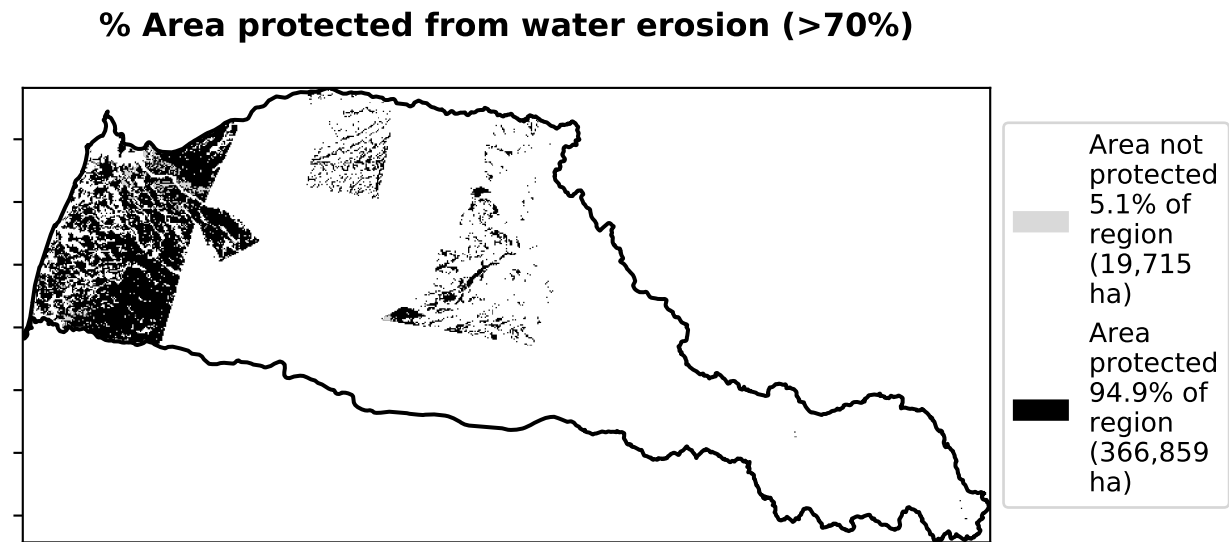 % Area protected from water erosion (>70%)
Area not
protected
5.1% of
region
(19,715
ha)
Area
protected
94.9% of
region
(366,859
ha)